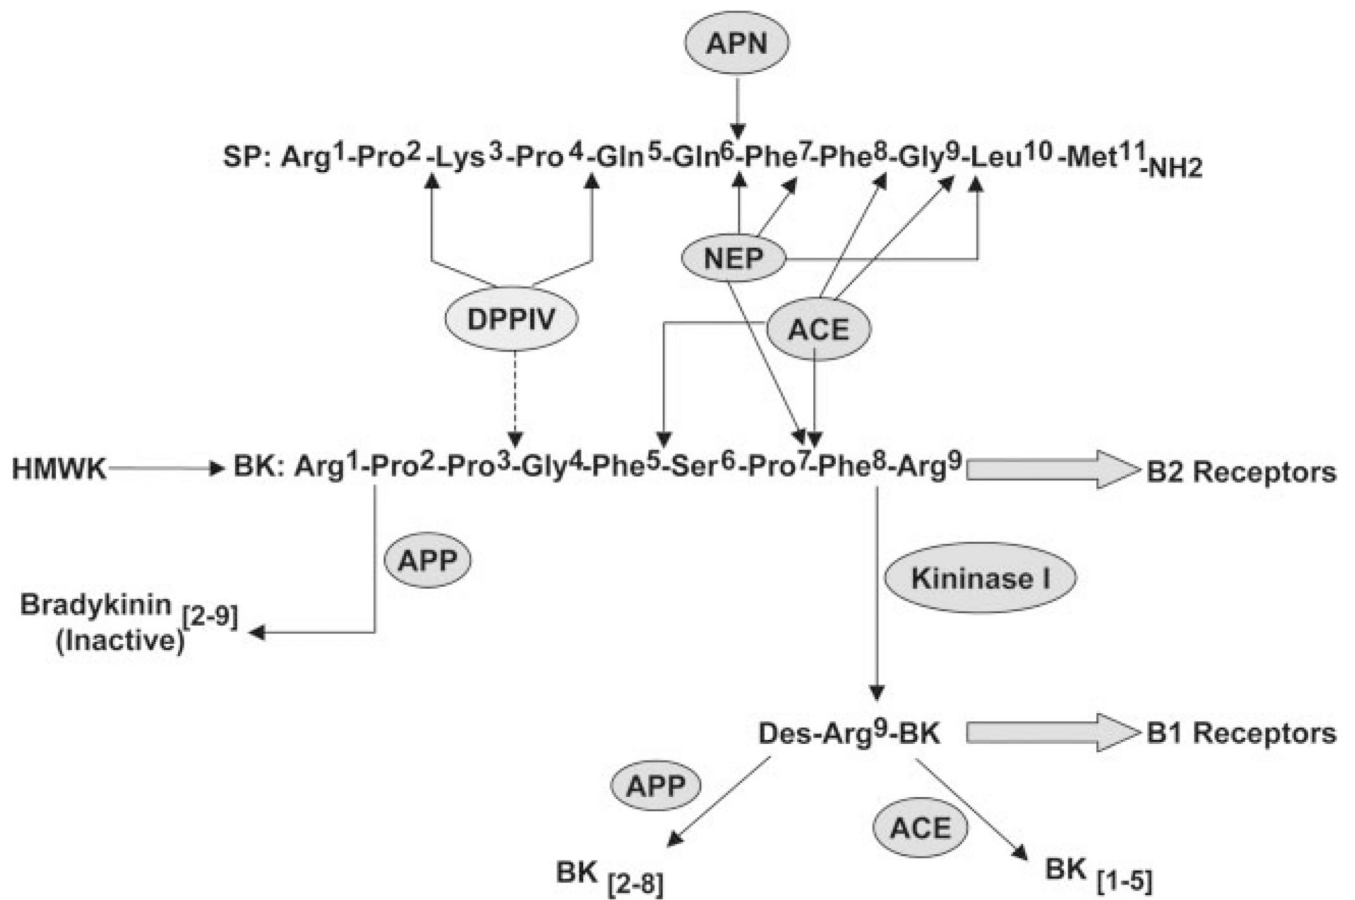 APN
SP: Arg1-Pro2-Lys3-Pro4-Gln5-Gln6-Phe7-Phe8-Gly9-Leu10-Met11-NH2
NEP
DPPIV
ACE
HMWK
BK: Arg1-Pro2-Pro3-Gly4-Phe5-Ser6-Pro7-Phe8-Arg9
B2 Receptors
APP
Kininase I
Bradykinin [2-9]
(Inactive)
Des-Arg9-BK
B1 Receptors
APP
ACE
BK [2-8]
BK [1-5]